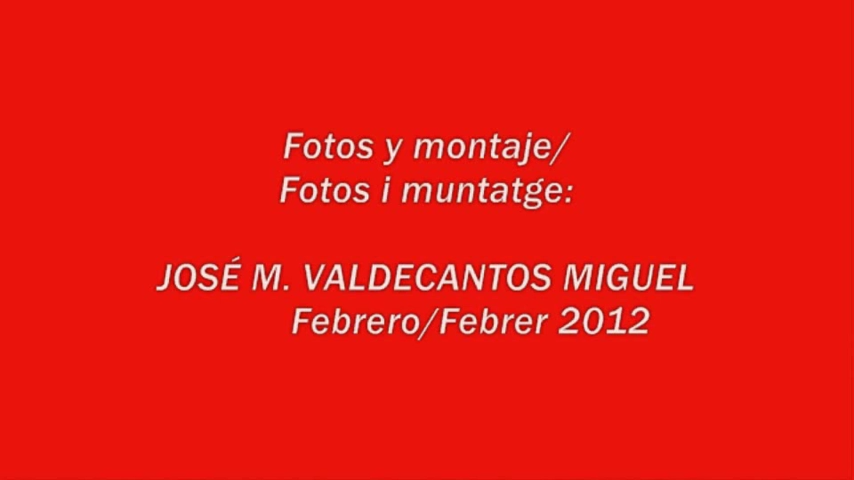 Fotos y montaje/
Fotos i muntatge:
JOSÉ M. VALDECANTOS MIGUEL
Febrero/Febrer 2012